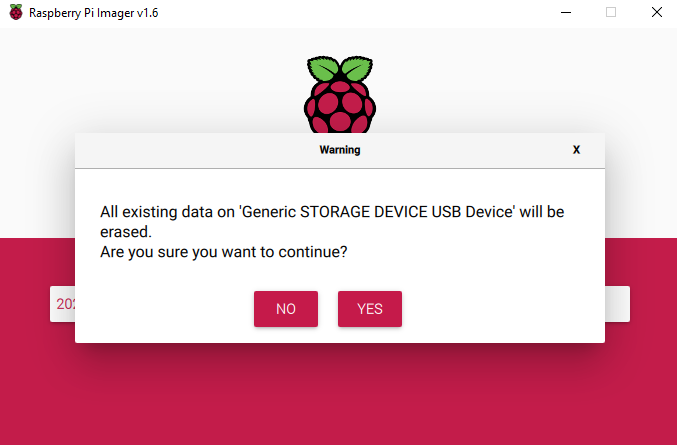 Raspberry Pi Imager v1.6
Warning
X
All existing data on 'Generic STORAGE DEVICE USB Device' will be
erased.
Are you sure you want to continue?
NO
YES